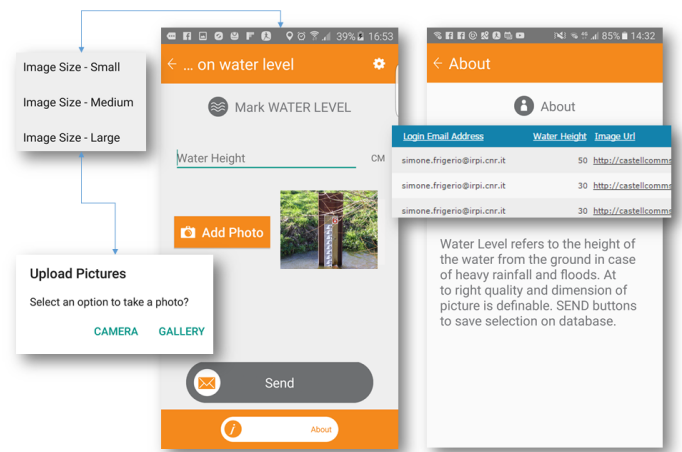 Image Size - Small
Image Size - Medium
Image Size - Large
Upload Pictures
Select an option to take a photo?
CAMERA
GALLERY
39%
16:53
... on water level
Mark WATER LEVEL
Water Height
CM
Add Photo
Send
i
About
85%
14:32
About
About
Login Email Address Water Height Image Url
simone.frigerio@irpi.cnr.it 50 http://castellcomms
simone.frigerio@irpi.cnr.it 30 http://castellcomms
simone.frigerio@irpi.cnr.it 30 http://castellcomms
Water Level refers to the height of
the water from the ground in case
of heavy rainfall and floods. At
to right quality and dimension of
picture is definable. SEND buttons
to save selection on database.